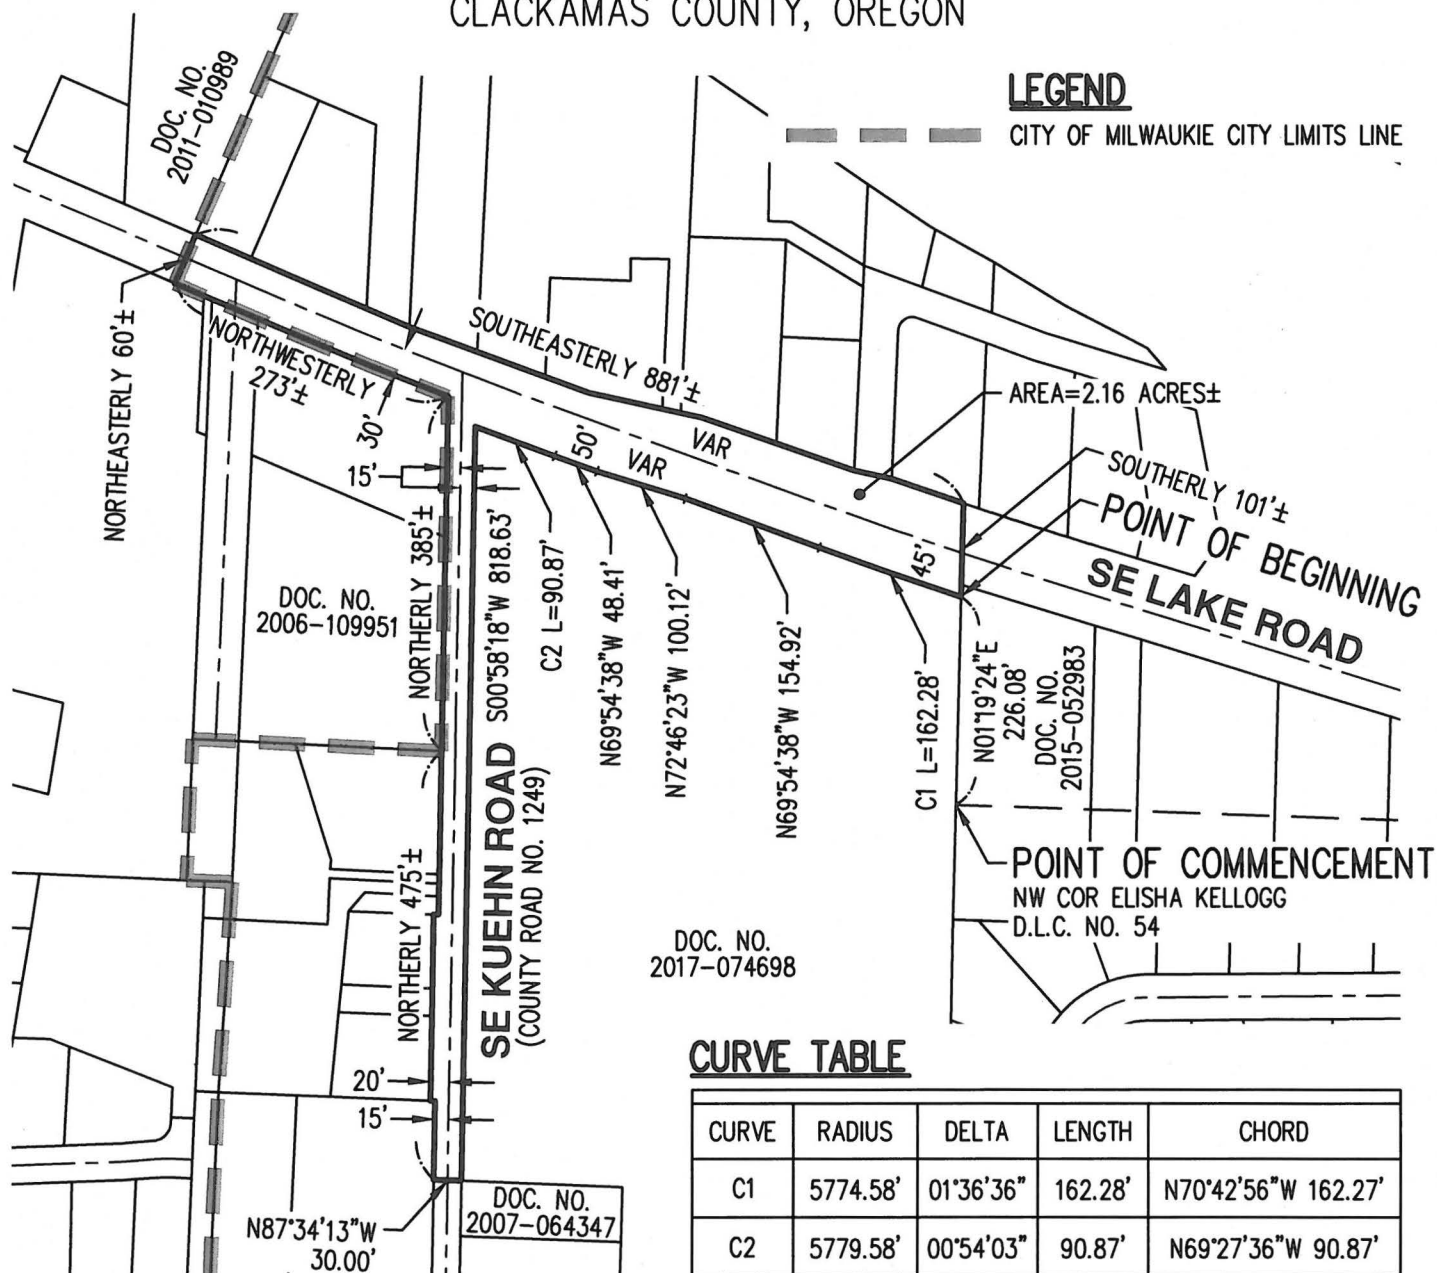 CLACKAMAS COUNTY, OREGON
LEGEND
CITY OF MILWAUKIE CITY LIMITS LINE
DOC. NO.
2011-010989
NORTHEASTERLY 60'±
NORTHWESTERLY
273'±
30'
SOUTHEASTERLY 881'±
AREA=2.16 ACRES±
VAR
50'
VAR
SOUTHERLY 101'±
POINT OF BEGINNING
45'
SE LAKE ROAD
15'
NORTHERLY 385'±
S00°58'18"W 818.63'
C2 L=90.87'
N69°54'38"W 48.41'
N72°46'23"W 100.12'
N69°54'38"W 154.92'
C1 L=162.28'
N01°19'24"E
226.08'
DOC. NO.
2015-052983
DOC. NO.
2006-109951
SE KUEHN ROAD
(COUNTY ROAD NO. 1249)
NORTHERLY 475'±
POINT OF COMMENCEMENT
NW COR ELISHA KELLOGG
D.L.C. NO. 54
DOC. NO.
2017-074698
20'
15'
N87°34'13"W
30.00'
DOC. NO.
2007-064347
CURVE TABLE
CURVE RADIUS DELTA LENGTH CHORD
C1 5774.58' 01°36'36" 162.28' N70°42'56"W 162.27'
C2 5779.58' 00°54'03" 90.87' N69°27'36"W 90.87'